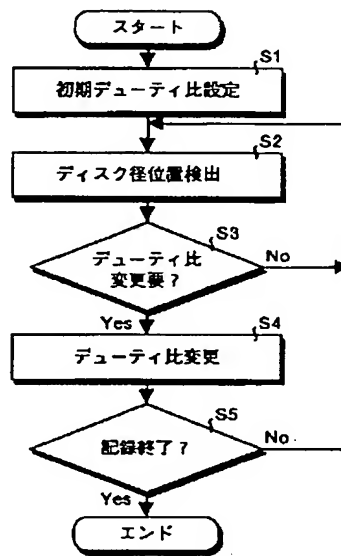 スタート
S1
初期デューティ比設定
S2
ディスク径位置検出
S3
デューティ比
変更要?
No
Yes
S4
デューティ比変更
S5
記録終了?
No
Yes
エンド